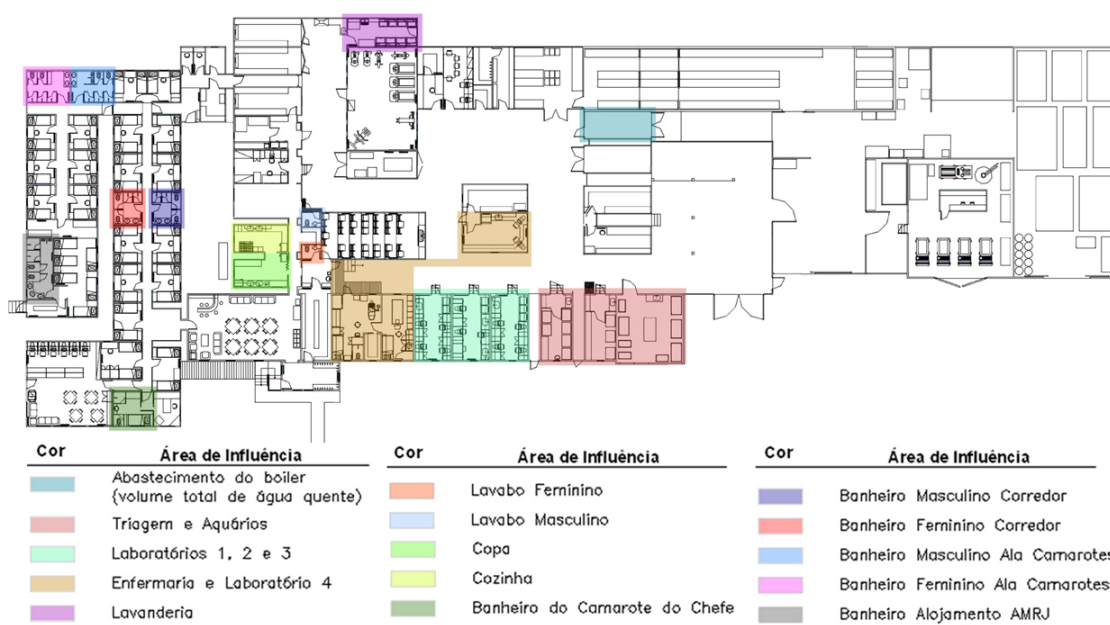 Cor Área de Influência
Abastecimento do boiler
(volume total de água quente)
Triagem e Aquários
Laboratórios 1, 2 e 3
Enfermaria e Laboratório 4
Lavanderia
Cor Área de Influência
Lavabo Feminino
Lavabo Masculino
Copa
Cozinha
Banheiro do Camarote do Chefe
Cor Área de Influência
Banheiro Masculino Corredor
Banheiro Feminino Corredor
Banheiro Masculino Ala Camarotes
Banheiro Feminino Ala Camarotes
Banheiro Alojamento AMRJ